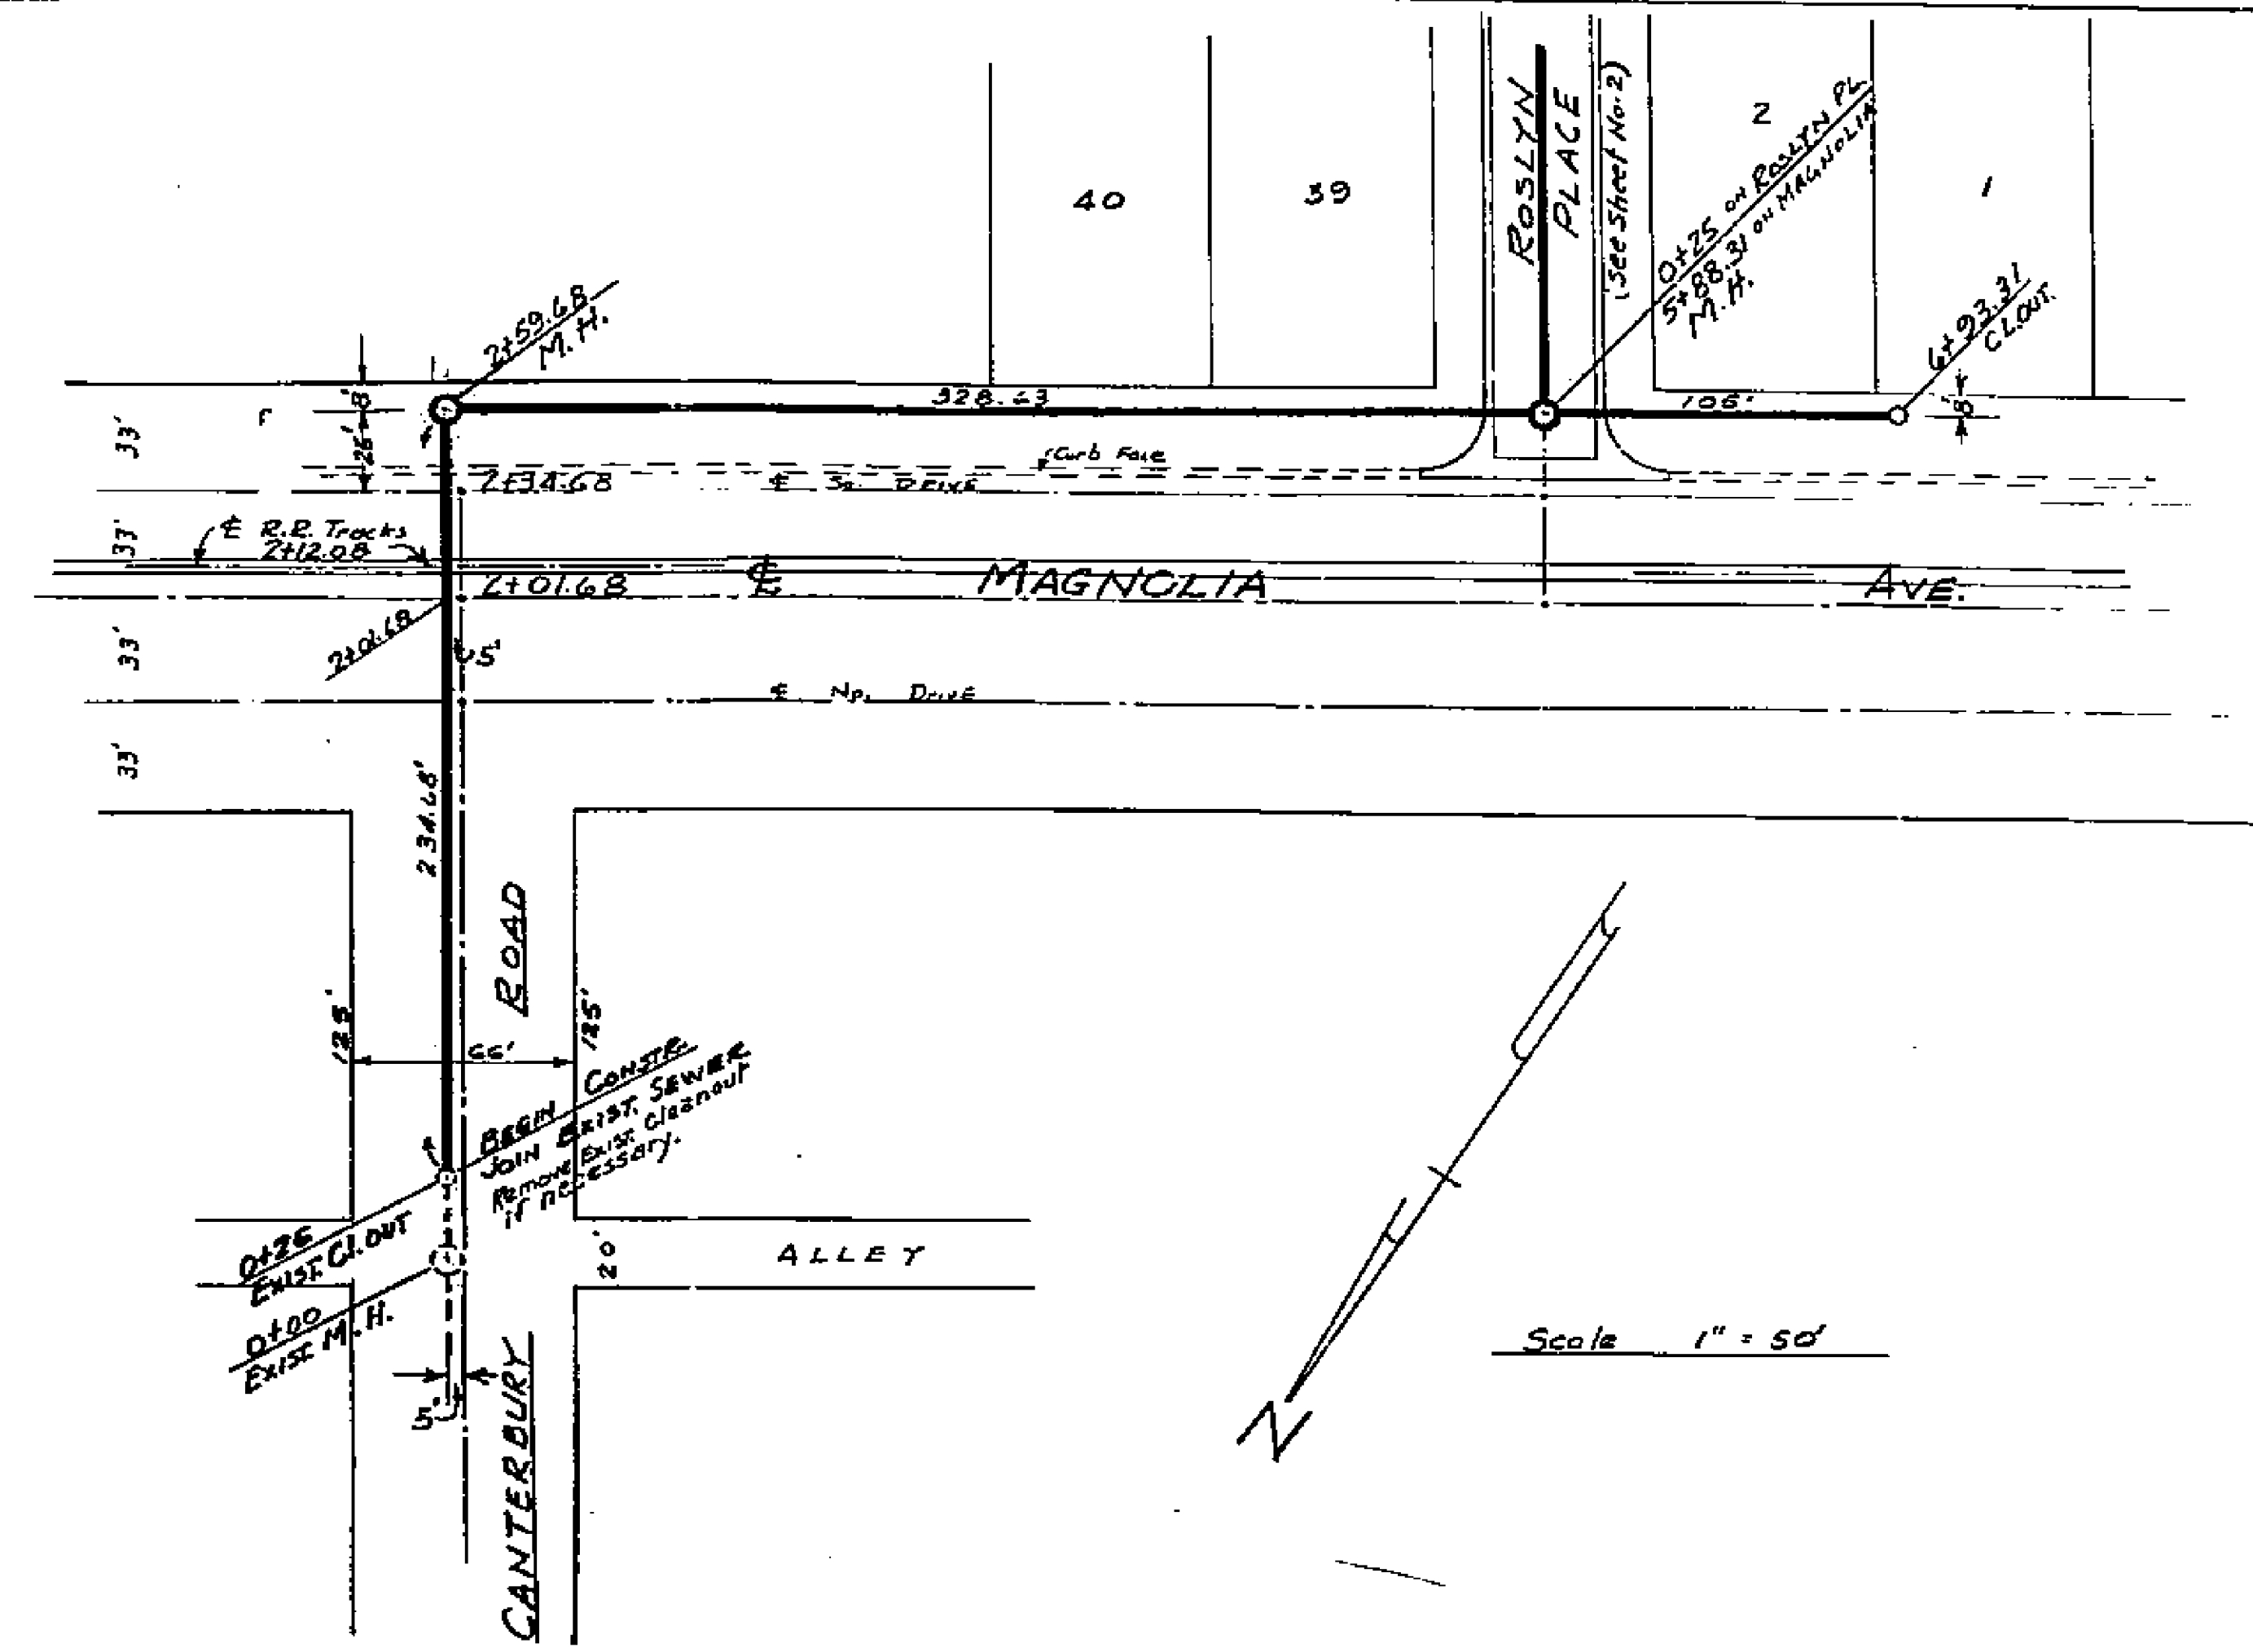 40
39
ROSLYN
PLACE
(See Sheet No. 2)
2
1
0+25 on ROSLYN PL
5+88.31 on MAGNOLIA
M.H.
6+93.31
CL.OUT.
2+59.68
M.H.
8'
26'
328.63
105'
8'
33'
33'
33'
33'
Curb Face
2+34.68
℄ So. DRIVE
℄ R.R. Tracks
2+12.08
2+01.68
℄ MAGNOLIA AVE.
2+01.68
5'
℄ No. Drive
234.68'
ROAD
125'
125'
66'
BEGIN CONSTR.
JOIN EXIST. SEWER
Remove Exist. Cleanout
if necessary.
0+26
EXIST. Cl. OUT
0+00
EXIST. M.H.
20'
ALLEY
5'
CANTERBURY
N
Scale 1" = 50'